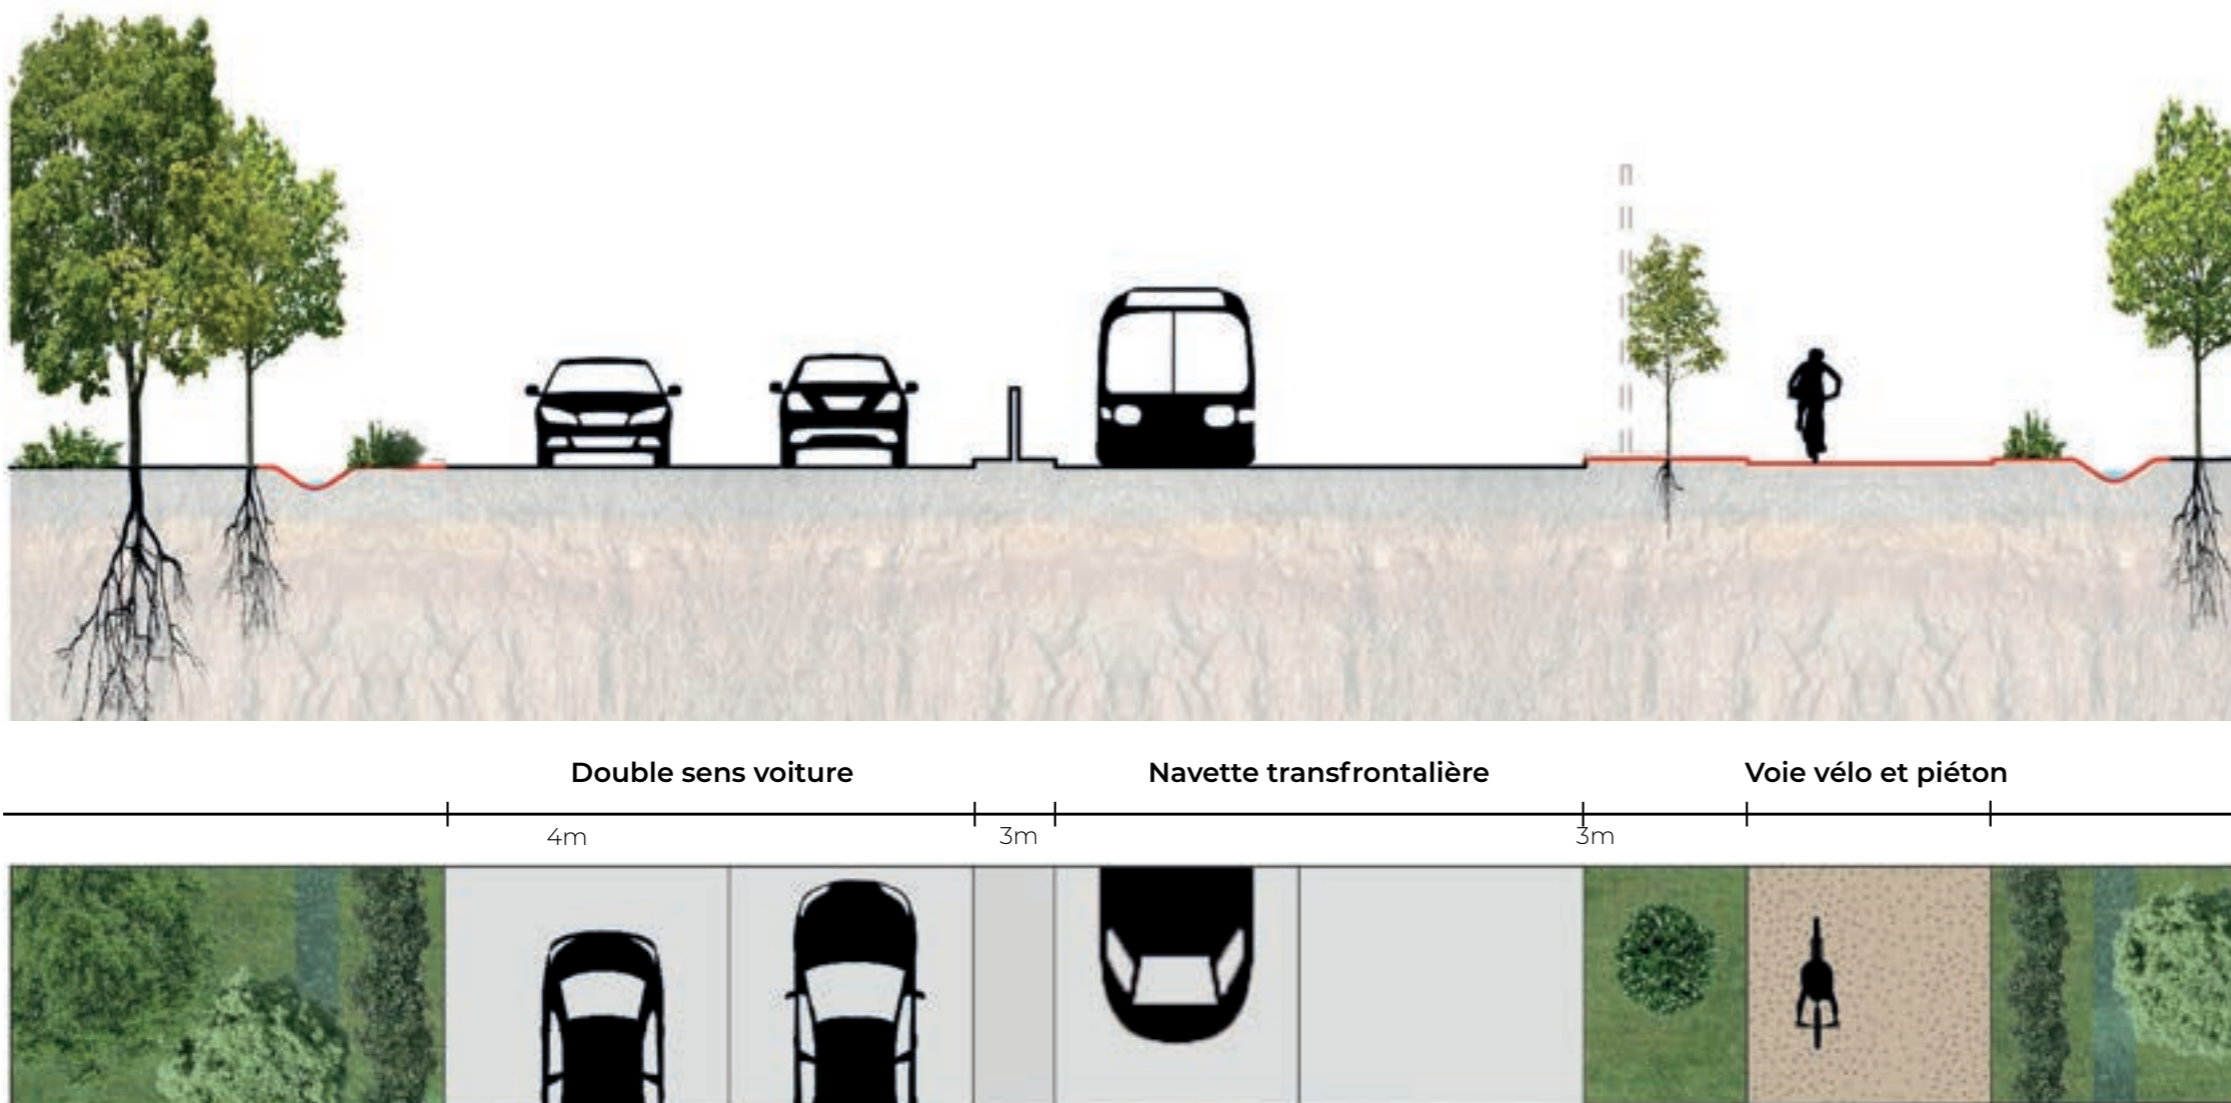 Double sens voiture
Navette transfrontalière
Voie vélo et piéton
4m
3m
3m